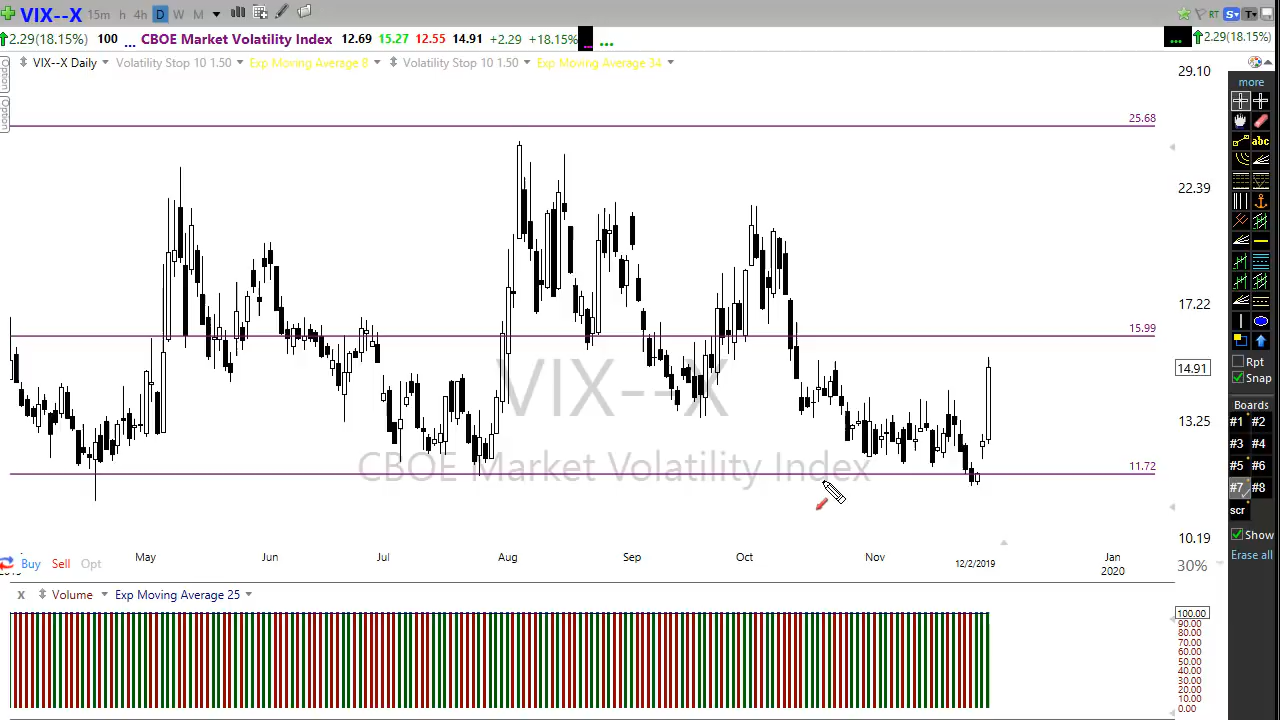 VIX--X 15m h 4h D W M RT S T
2.29(18.15%) 100 ... CBOE Market Volatility Index 12.69 15.27 12.55 14.91 +2.29 +18.15% ... ... 2.29(18.15%)
Option VIX--X Daily Volatility Stop 10 1.50 Exp Moving Average 8 Volatility Stop 10 1.50 Exp Moving Average 34
Option
29.10
25.68
22.39
17.22
15.99
14.91
13.25
11.72
10.19
VIX--X
CBOE Market Volatility Index
May Jun Jul Aug Sep Oct Nov 12/2/2019 Jan
2020
Buy Sell Opt 30%
X Volume Exp Moving Average 25
100.00
90.00
80.00
70.00
60.00
50.00
40.00
30.00
20.00
10.00
0.00
more
abc
Rpt
Snap
Boards
#1 #2
#3 #4
#5 #6
#7 #8
scr
Show
Erase all